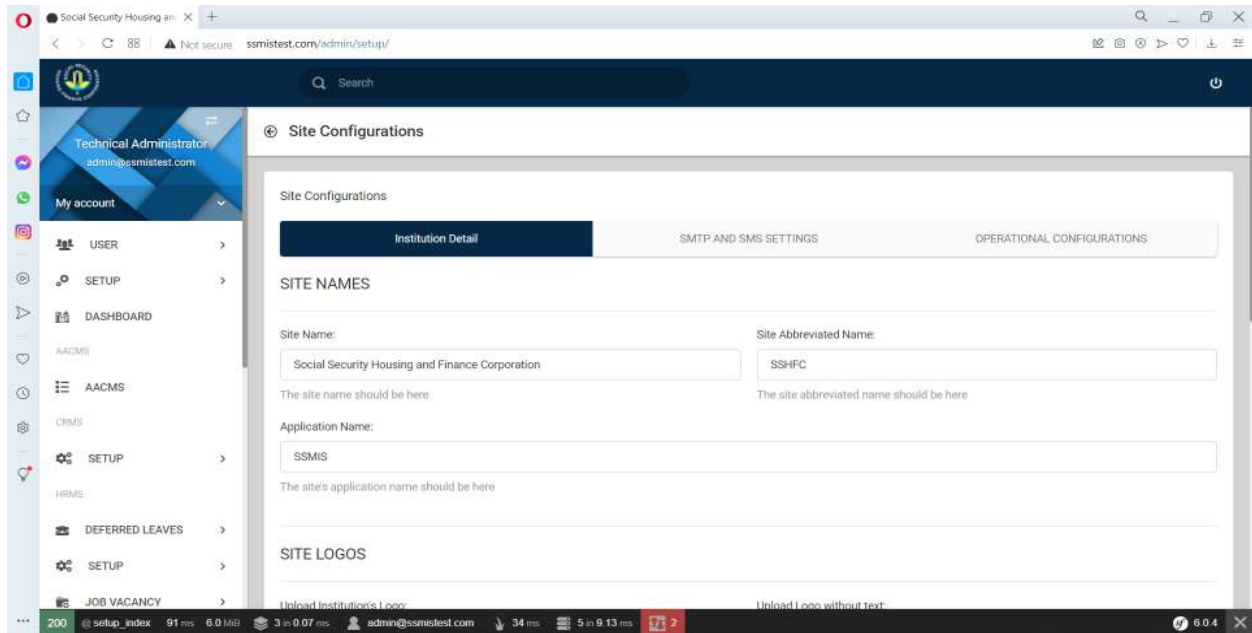 Social Security Housing an
Not secure ssmistest.com/admin/setup/
Search
Technical Administrator
admin@ssmistest.com
My account
USER
SETUP
DASHBOARD
AACMS
AACMS
CRMS
SETUP
HRMS
DEFERRED LEAVES
SETUP
JOB VACANCY
Site Configurations
Site Configurations
Institution Detail SMTP AND SMS SETTINGS OPERATIONAL CONFIGURATIONS
SITE NAMES
Site Name: Site Abbreviated Name:
Social Security Housing and Finance Corporation SSHFC
The site name should be here The site abbreviated name should be here
Application Name:
SSMIS
The site's application name should be here
SITE LOGOS
Upload Institution's Logo: Upload Logo without text:
200 @ setup_index 91 ms 6.0 MiB 3 in 0.07 ms admin@ssmistest.com 34 ms 5 in 9.13 ms 2 6.0.4